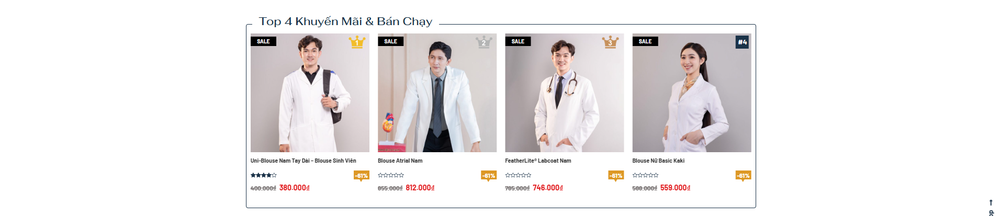 Top 4 Khuyến Mãi & Bán Chạy
SALE
1
SALE
2
SALE
3
SALE
#4
Uni-Blouse Nam Tay Dài – Blouse Sinh Viên
Blouse Atrial Nam
FeatherLite® Labcoat Nam
Blouse Nữ Basic Kaki
-61%
-61%
-61%
-61%
400.000₫ 380.000₫
855.000₫ 812.000₫
785.000₫ 746.000₫
588.000₫ 559.000₫